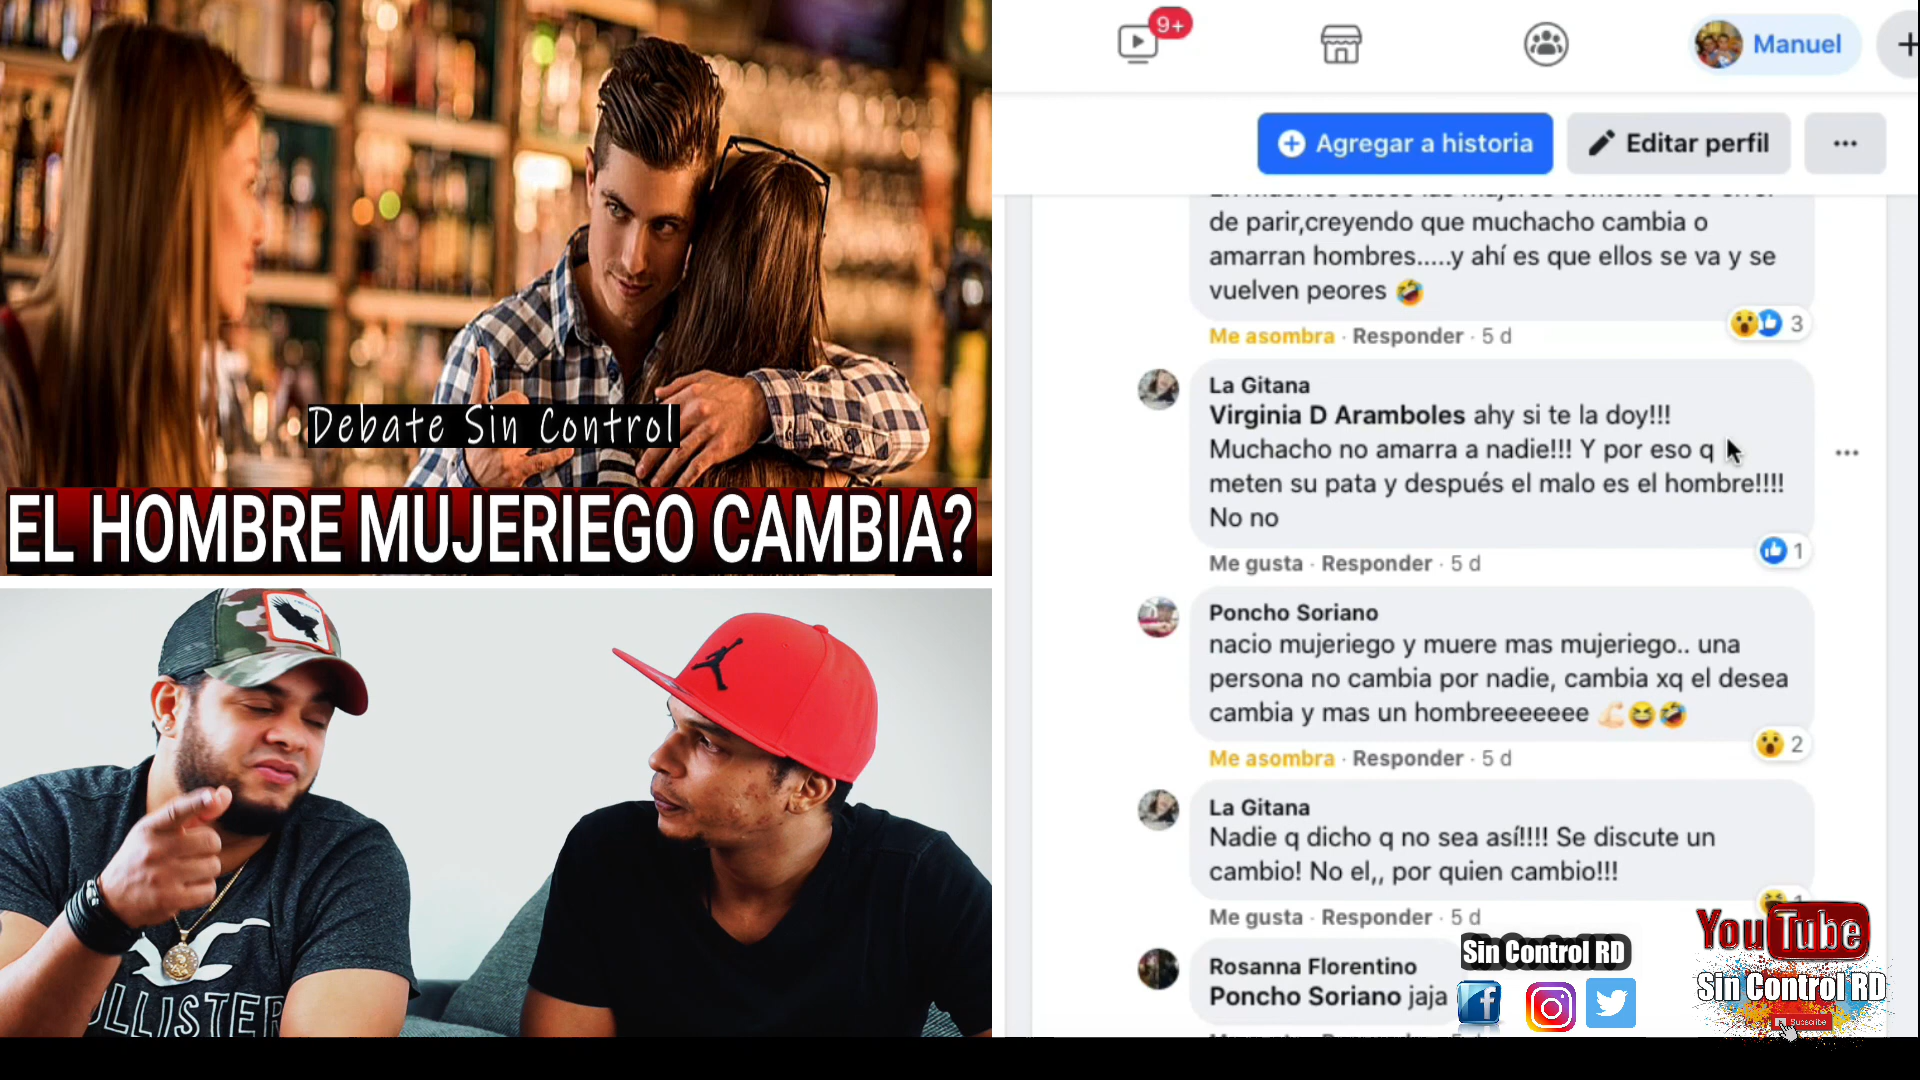 Debate Sin Control
EL HOMBRE MUJERIEGO CAMBIA?
HOLLISTER
9+
Manuel
Agregar a historia
Editar perfil
de parir,creyendo que muchacho cambia o
amarran hombres.....y ahí es que ellos se va y se
vuelven peores 🤣
3
Me asombra · Responder · 5 d
La Gitana
Virginia D Aramboles ahy si te la doy!!!
Muchacho no amarra a nadie!!! Y por eso q
meten su pata y después el malo es el hombre!!!!
No no
1
Me gusta · Responder · 5 d
Poncho Soriano
nacio mujeriego y muere mas mujeriego.. una
persona no cambia por nadie, cambia xq el desea
cambia y mas un hombreeeeeee 💪🏻😆🤣
2
Me asombra · Responder · 5 d
La Gitana
Nadie q dicho q no sea así!!!! Se discute un
cambio! No el,, por quien cambio!!!
Me gusta · Responder · 5 d
Rosanna Florentino
Poncho Soriano jaja
Sin Control RD
YouTube
Sin Control RD
Subscribe